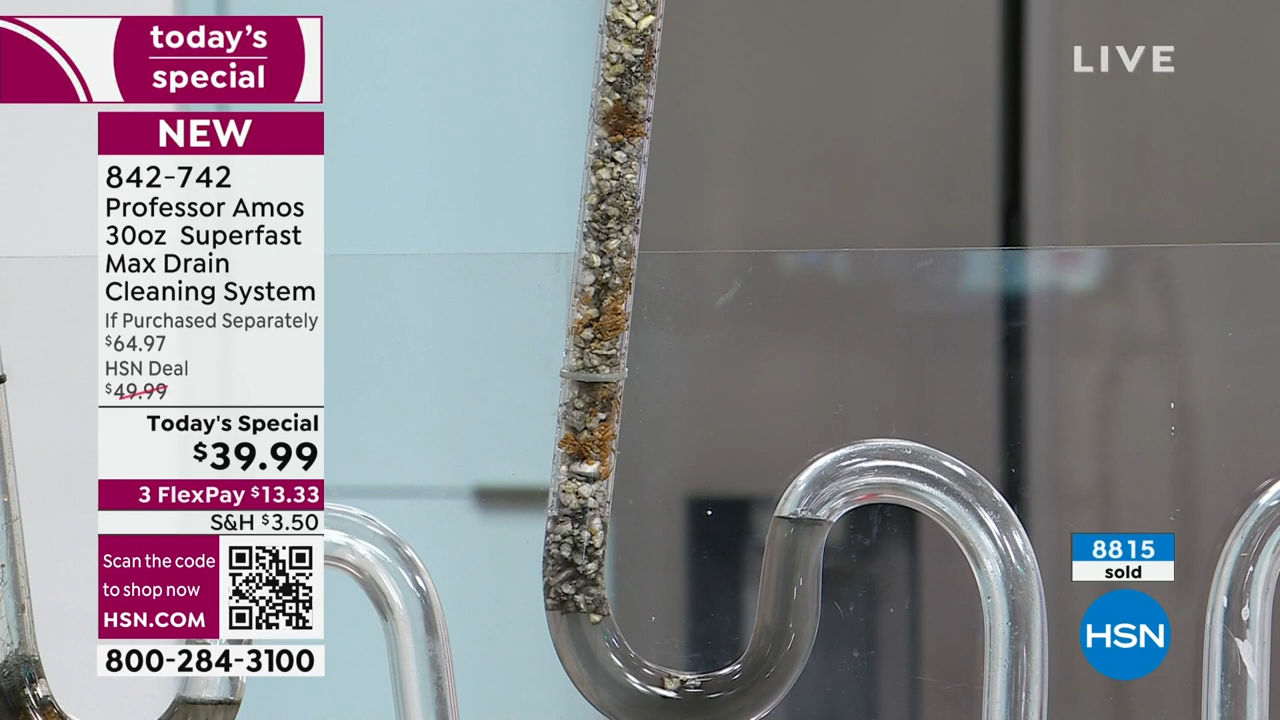 today's
special
NEW
842-742
Professor Amos
30oz Superfast
Max Drain
Cleaning System
If Purchased Separately
$64.97
HSN Deal
$49.99
Today's Special
$39.99
3 FlexPay $13.33
S&H $3.50
Scan the code
to shop now
HSN.COM
800-284-3100
LIVE
8815
sold
HSN